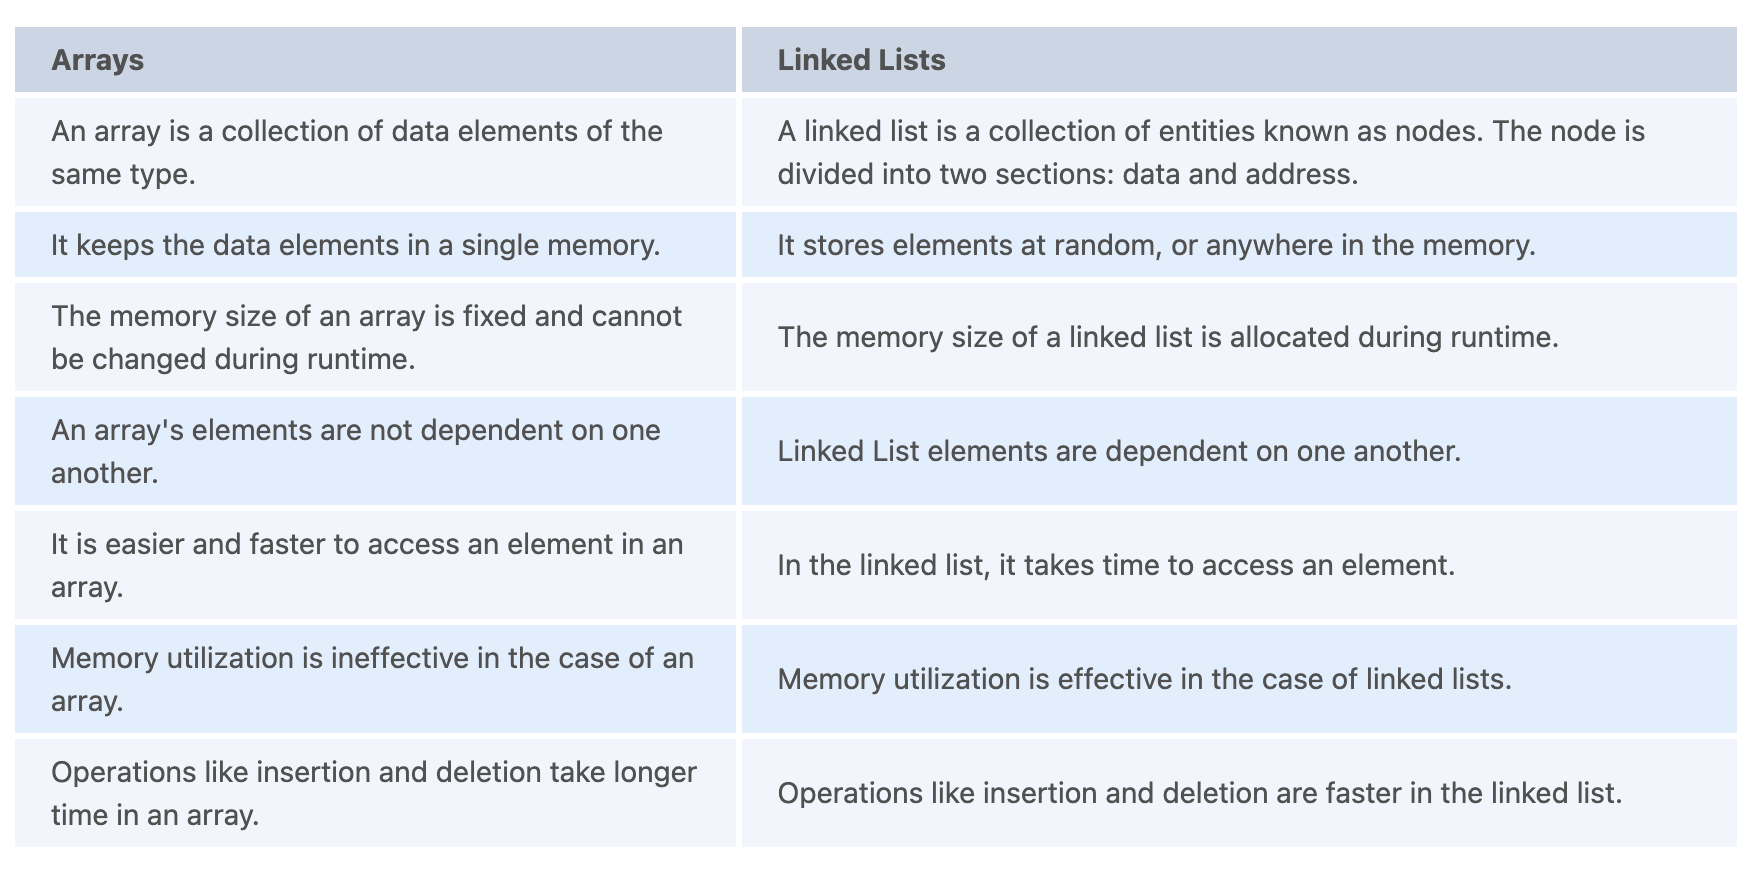 Arrays
Linked Lists
An array is a collection of data elements of the
same type.
A linked list is a collection of entities known as nodes. The node is
divided into two sections: data and address.
It keeps the data elements in a single memory.
It stores elements at random, or anywhere in the memory.
The memory size of an array is fixed and cannot
be changed during runtime.
The memory size of a linked list is allocated during runtime.
An array's elements are not dependent on one
another.
Linked List elements are dependent on one another.
It is easier and faster to access an element in an
array.
In the linked list, it takes time to access an element.
Memory utilization is ineffective in the case of an
array.
Memory utilization is effective in the case of linked lists.
Operations like insertion and deletion take longer
time in an array.
Operations like insertion and deletion are faster in the linked list.